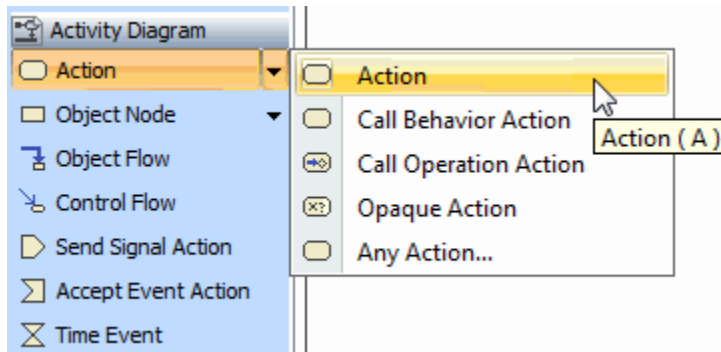 Activity Diagram
Action
Object Node
Object Flow
Control Flow
Send Signal Action
Accept Event Action
Time Event
Action
Call Behavior Action
Call Operation Action
Opaque Action
Any Action...
Action ( A )